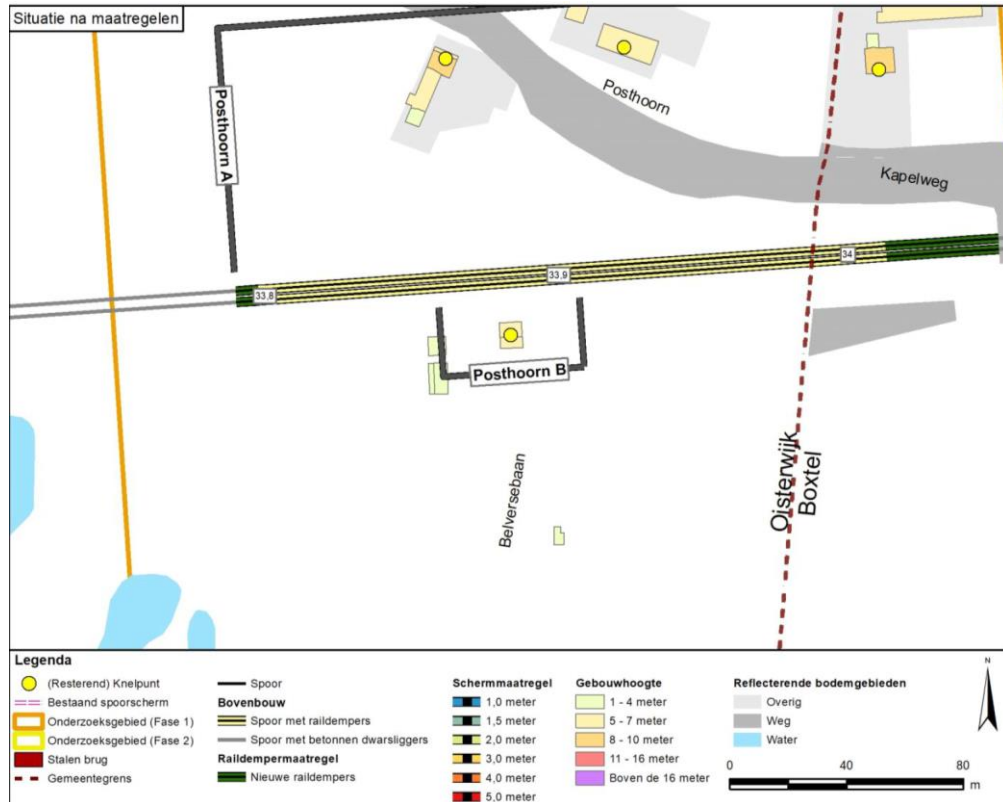 Situatie na maatregelen
Posthoorn A
Posthoorn
Kapelweg
33,8
33,9
34
Posthoorn B
Belversebaan
Oisterwijk
Boxtel
Legenda
(Resterend) Knelpunt
Bestaand spoorscherm
Onderzoeksgebied (Fase 1)
Onderzoeksgebied (Fase 2)
Stalen brug
Gemeentegrens
Spoor
Bovenbouw
Spoor met raildempers
Spoor met betonnen dwarsliggers
Raildempermaatregel
Nieuwe raildempers
Schermmaatregel
1,0 meter
1,5 meter
2,0 meter
3,0 meter
4,0 meter
5,0 meter
Gebouwhoogte
1 - 4 meter
5 - 7 meter
8 - 10 meter
11 - 16 meter
Boven de 16 meter
Reflecterende bodemgebieden
Overig
Weg
Water
N
0 40 80
m